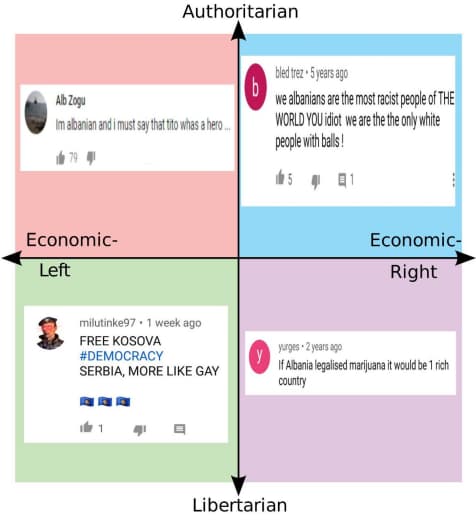 Authoritarian
Alb Zogu
Im albanian and i must say that tito whas a hero ...
79
b
bled trez • 5 years ago
we albanians are the most racist people of THE
WORLD YOU idiot we are the the only white
people with balls !
5
1
Economic-
Left
Economic-
Right
milutinke97 • 1 week ago
FREE KOSOVA
#DEMOCRACY
SERBIA, MORE LIKE GAY
1
y
yurges • 2 years ago
If Albania legalised marijuana it would be 1 rich
country
Libertarian